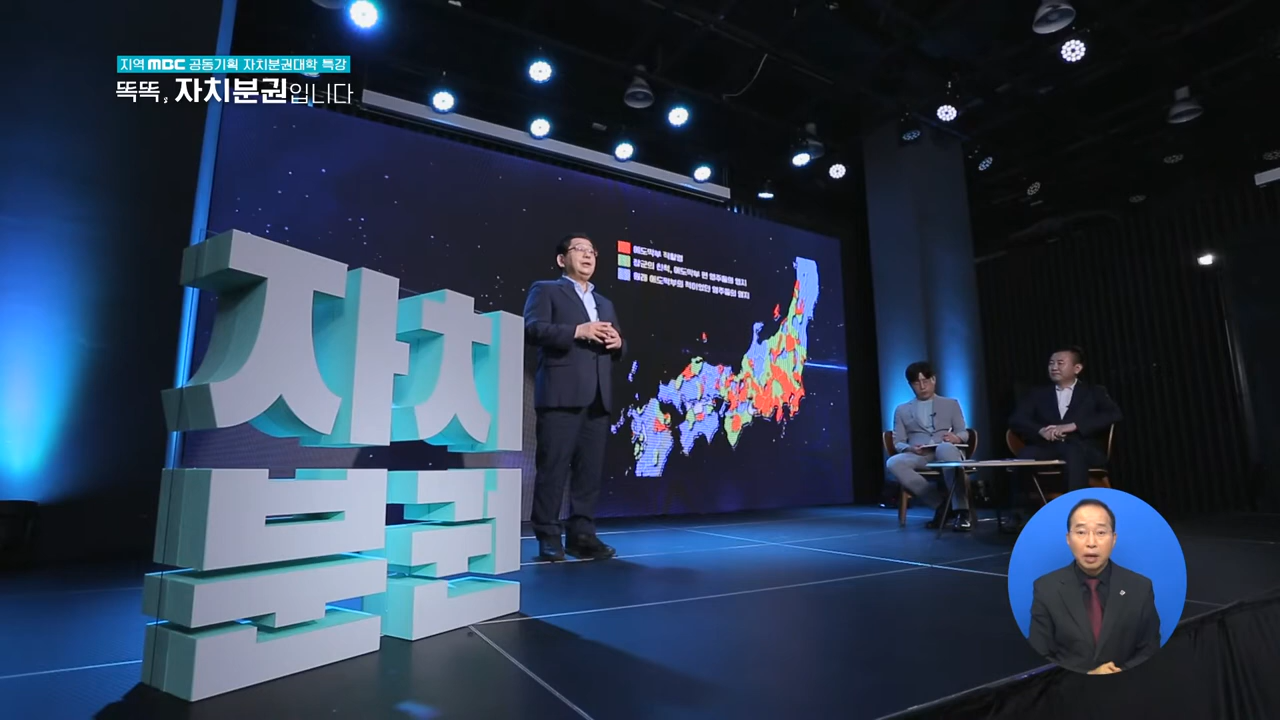 지역 MBC 공동기획 자치분권대학 특강
똑똑, 자치분권입니다
에도막부 직할령
장군의 친척, 에도막부 편 영주들의 영지
원래 에도막부의 적이었던 영주들의 영지
자치
분권